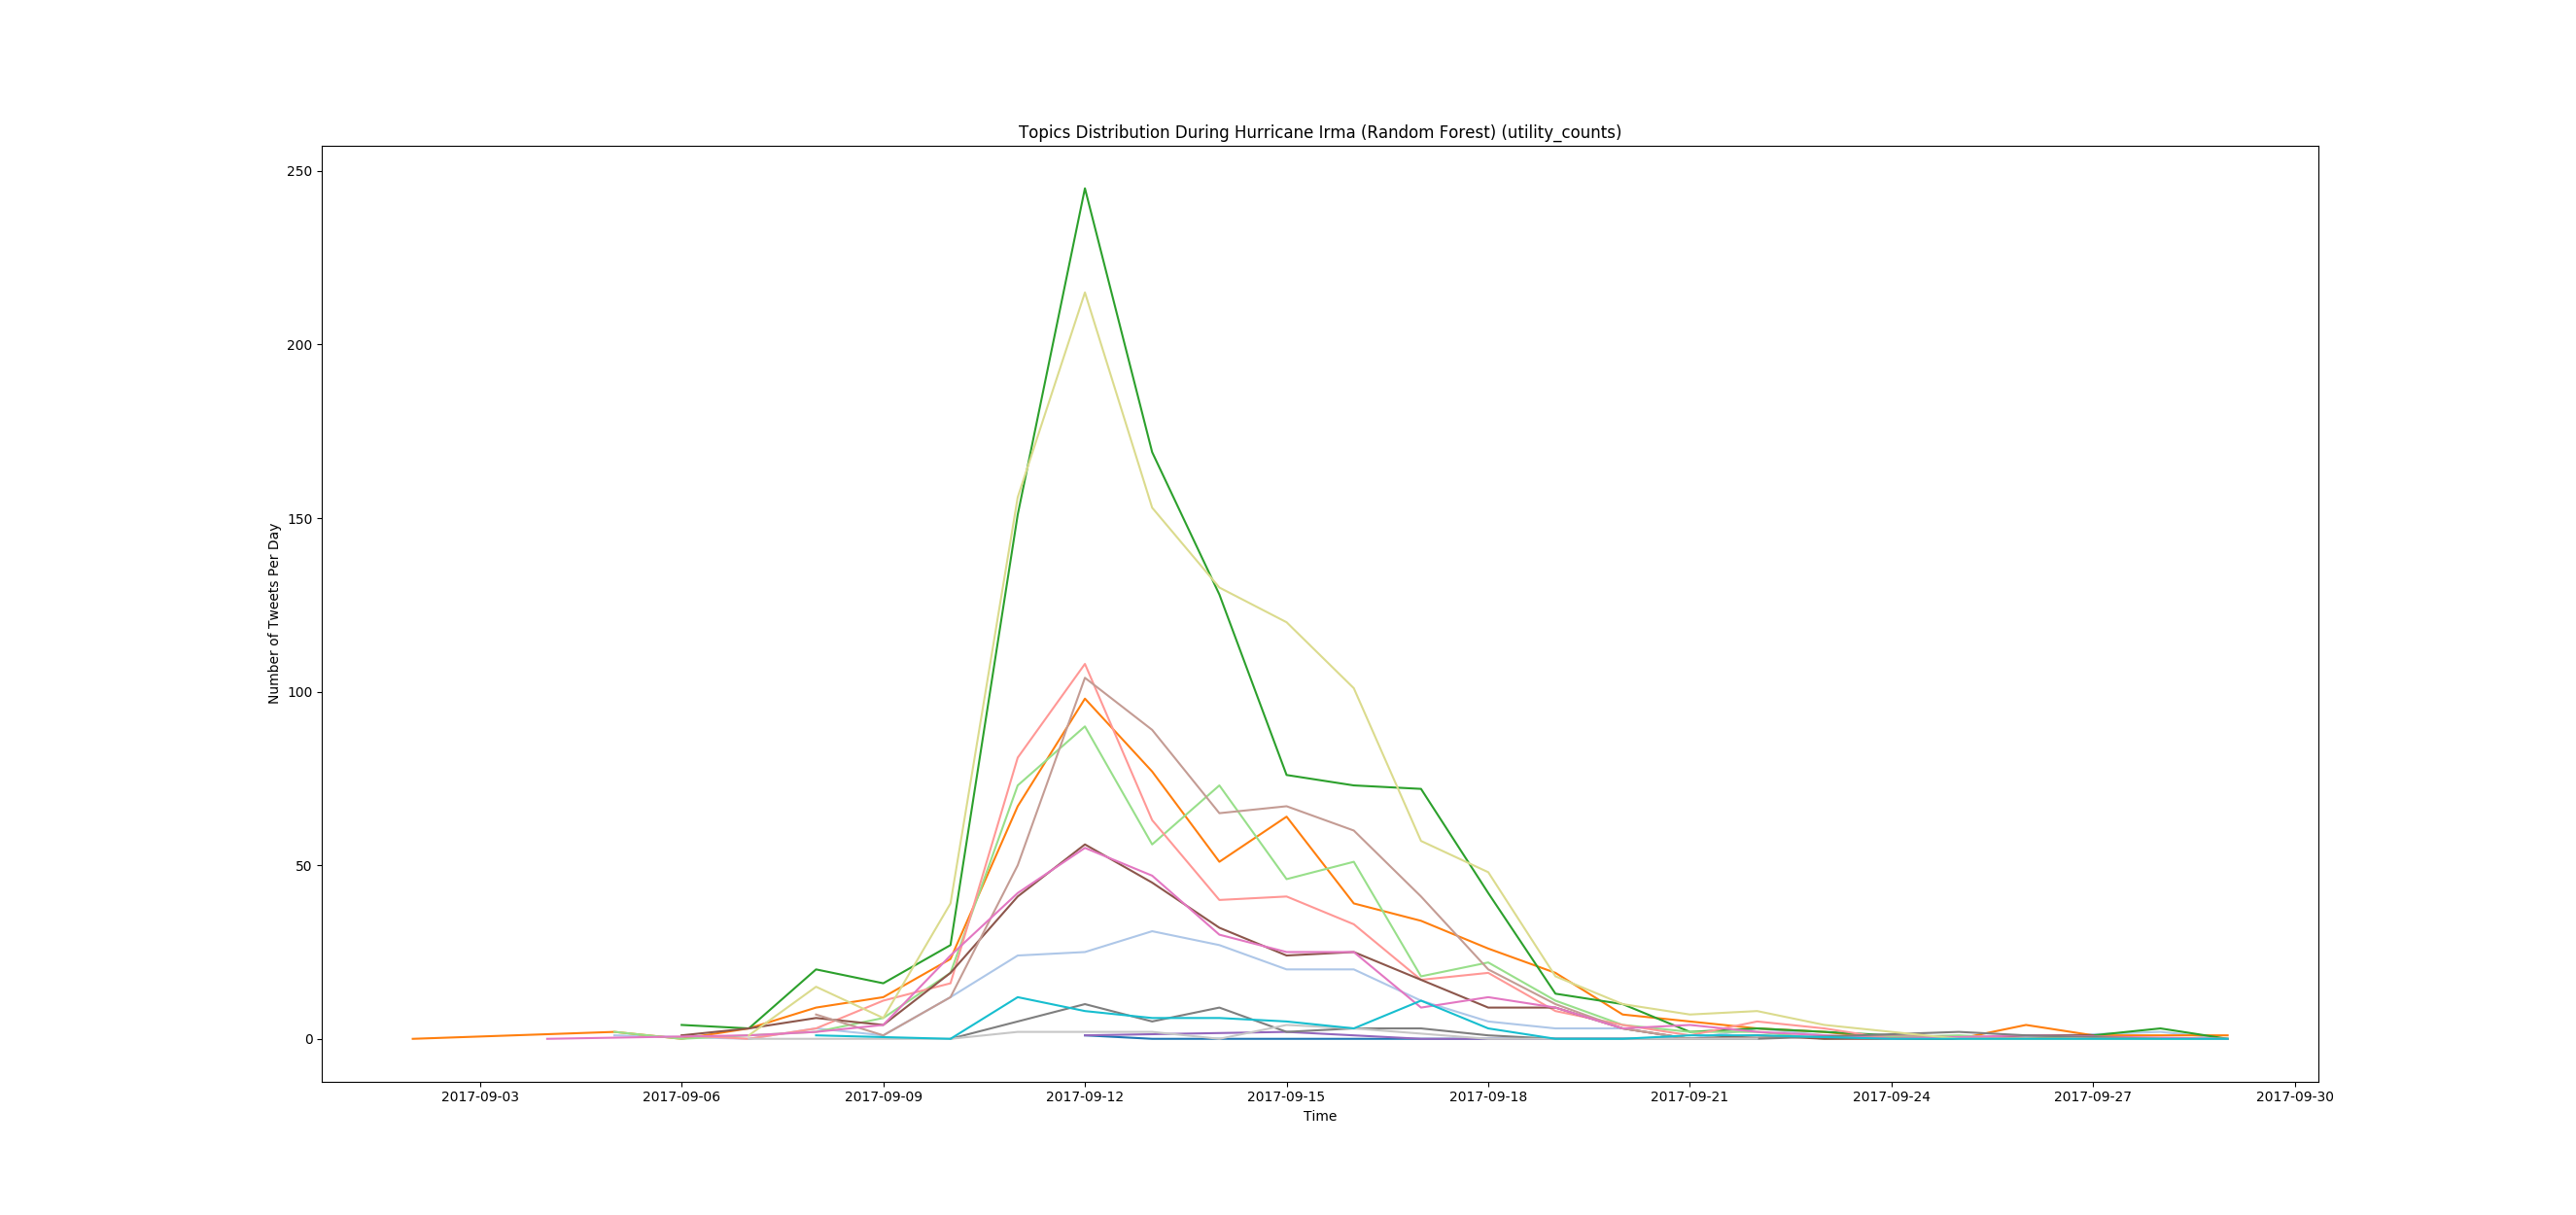 Topics Distribution During Hurricane Irma (Random Forest) (utility_counts)
250
200
150
100
50
0
Number of Tweets Per Day
2017-09-03 2017-09-06 2017-09-09 2017-09-12 2017-09-15 2017-09-18 2017-09-21 2017-09-24 2017-09-27 2017-09-30
Time